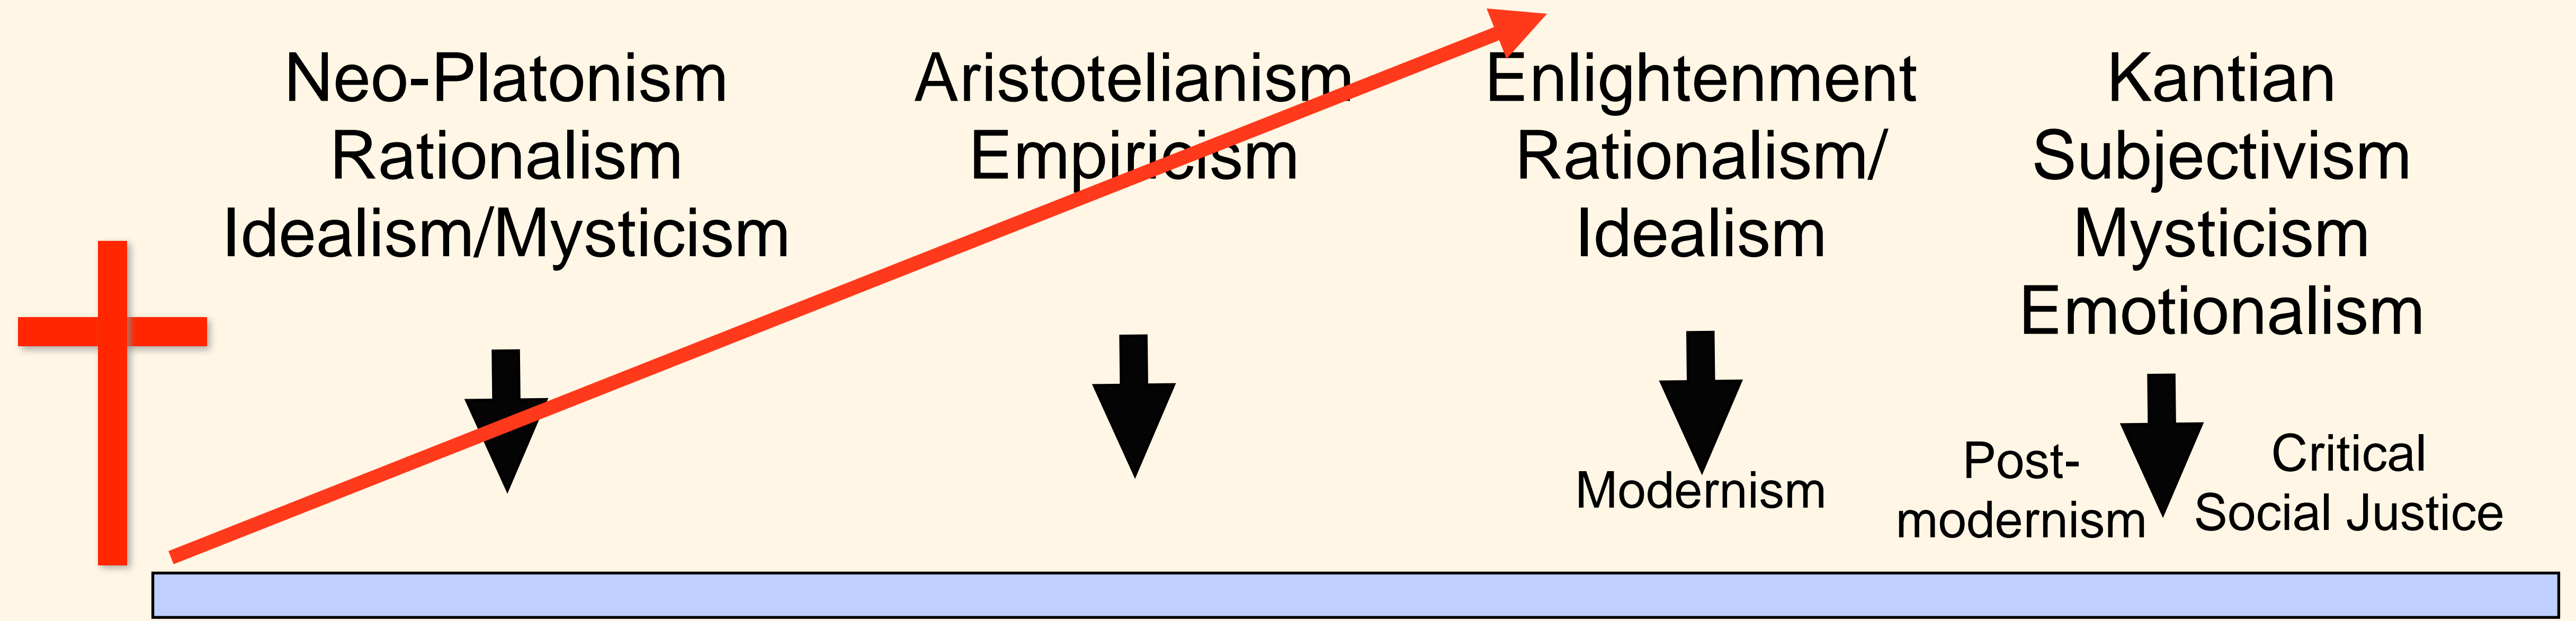 Neo-Platonism
Rationalism
Idealism/Mysticism
Aristotelianism
Empiricism
Enlightenment
Rationalism/
Idealism
Kantian
Subjectivism
Mysticism
Emotionalism
Modernism
Post-
modernism
Critical
Social Justice